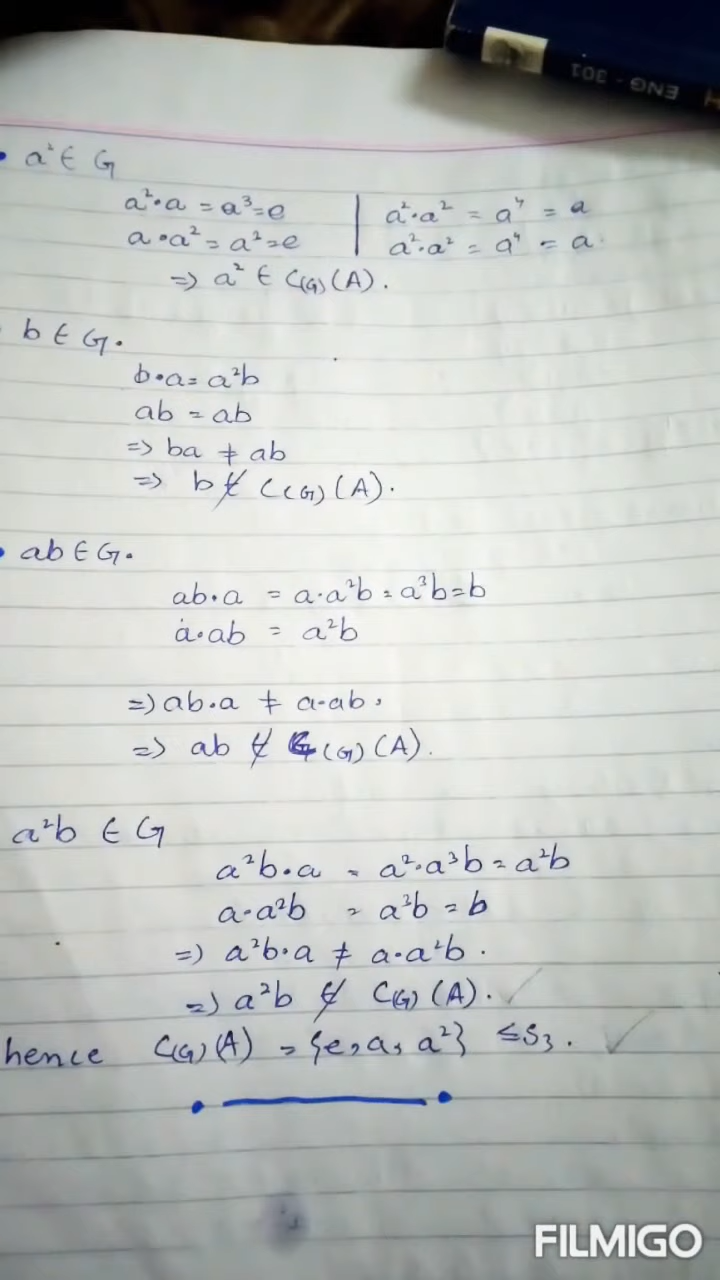 ENG - 301
a² ∈ G
a²·a = a³=e | a²·a² = a⁴ = a
a·a² = a²=e | a²·a² = a⁴ = a.
=> a² ∈ C(G)(A).
b ∈ G.
b·a= a²b
ab = ab
=> ba ≠ ab
=> b ∉ C(G)(A).
ab ∈ G.
ab·a = a·a²b = a³b=b
a·ab = a²b
=> ab·a ≠ a·ab,
=> ab ∉ C(G)(A).
a²b ∈ G
a²b·a = a²·a³b = a²b
a·a²b = a³b = b
=> a²b·a ≠ a·a²b.
=> a²b ∉ C(G)(A).
hence C(G)(A) = {e, a, a²} ≤S₃.
FILMIGO